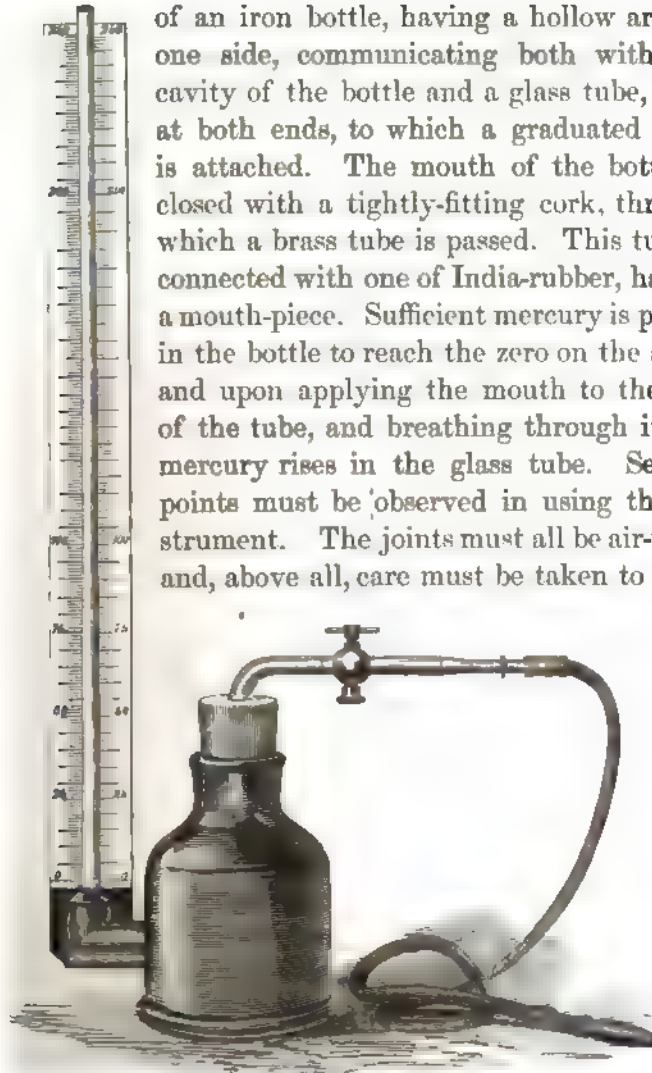 of an iron bottle, having a hollow ar
one side, communicating both with
cavity of the bottle and a glass tube,
at both ends, to which a graduated
is attached. The mouth of the bot
closed with a tightly-fitting cork, thr
which a brass tube is passed. This tu
connected with one of India-rubber, ha
a mouth-piece. Sufficient mercury is p
in the bottle to reach the zero on the
and upon applying the mouth to the
of the tube, and breathing through i
mercury rises in the glass tube. Se
points must be observed in using th
strument. The joints must all be air-
and, above all, care must be taken to
100
75
50
0 0